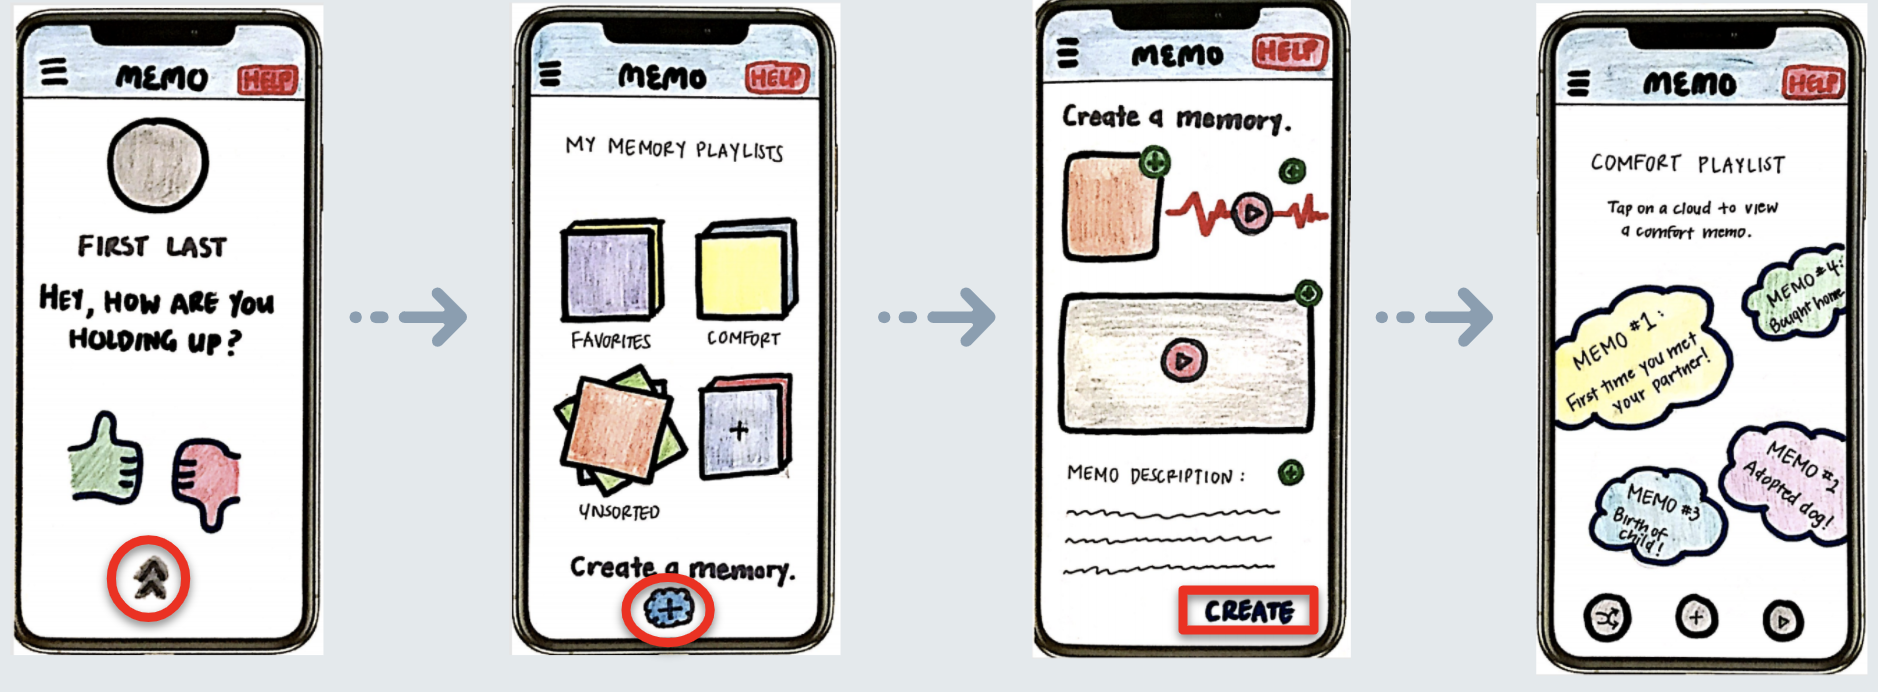 MEMO
HELP
FIRST LAST
HEY, HOW ARE YOU
HOLDING UP?
MEMO
HELP
MY MEMORY PLAYLISTS
FAVORITES
COMFORT
UNSORTED
Create a memory.
MEMO
HELP
Create a memory.
MEMO DESCRIPTION:
CREATE
MEMO
HELP
COMFORT PLAYLIST
Tap on a cloud to view
a comfort memo.
MEMO #4:
Bought home
MEMO #1:
First time you met
your partner!
MEMO #2
Adopted dog!
MEMO #3
Birth of
child!